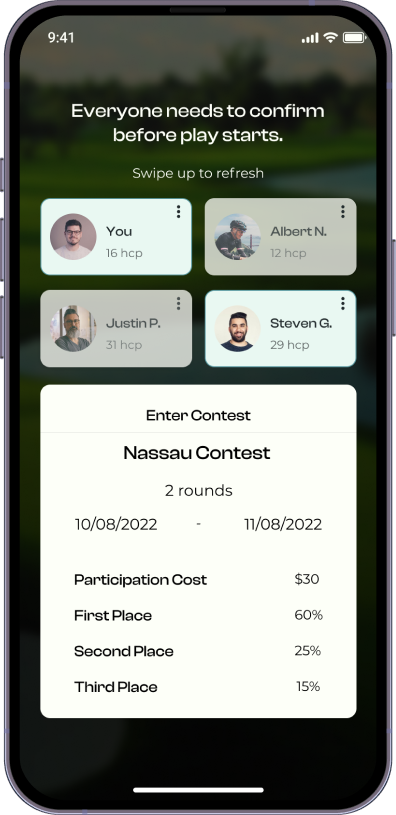 9:41
Everyone needs to confirm
before play starts.
Swipe up to refresh
You
16 hcp
Albert N.
12 hcp
Justin P.
31 hcp
Steven G.
29 hcp
Enter Contest
Nassau Contest
2 rounds
10/08/2022 - 11/08/2022
Participation Cost $30
First Place 60%
Second Place 25%
Third Place 15%